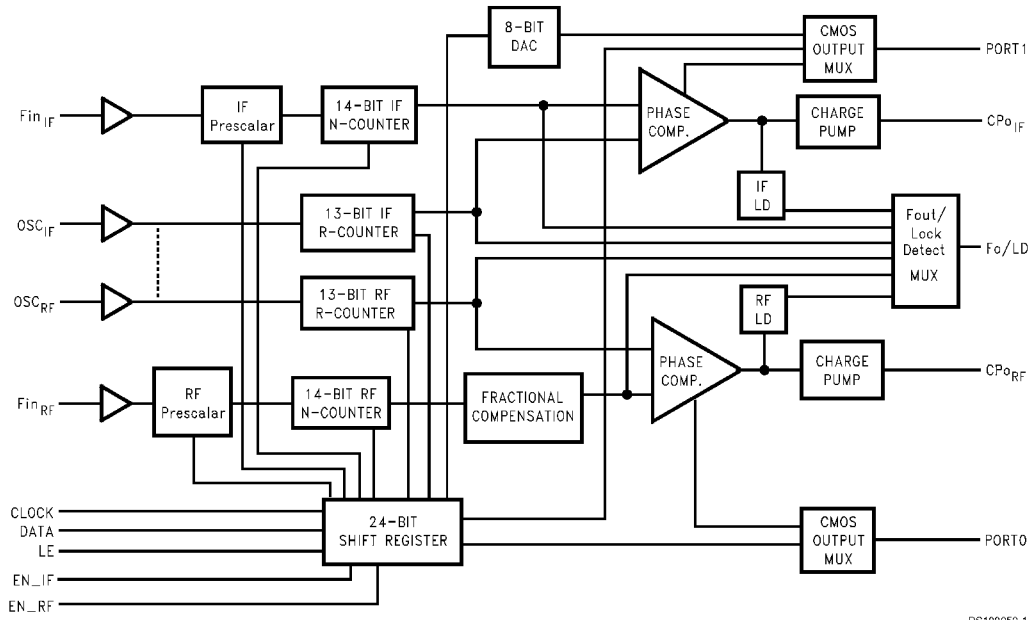 8-BIT
DAC
CMOS
OUTPUT
MUX
PORT1
FinIF
IF
Prescalar
14-BIT IF
N-COUNTER
PHASE
COMP.
CHARGE
PUMP
CPoIF
IF
LD
OSCIF
13-BIT IF
R-COUNTER
Fout/
Lock
Detect
MUX
Fo/LD
OSCRF
13-BIT RF
R-COUNTER
RF
LD
PHASE
COMP.
CHARGE
PUMP
CPoRF
FinRF
RF
Prescalar
14-BIT RF
N-COUNTER
FRACTIONAL
COMPENSATION
CLOCK
DATA
LE
EN_IF
EN_RF
24-BIT
SHIFT REGISTER
CMOS
OUTPUT
MUX
PORT0